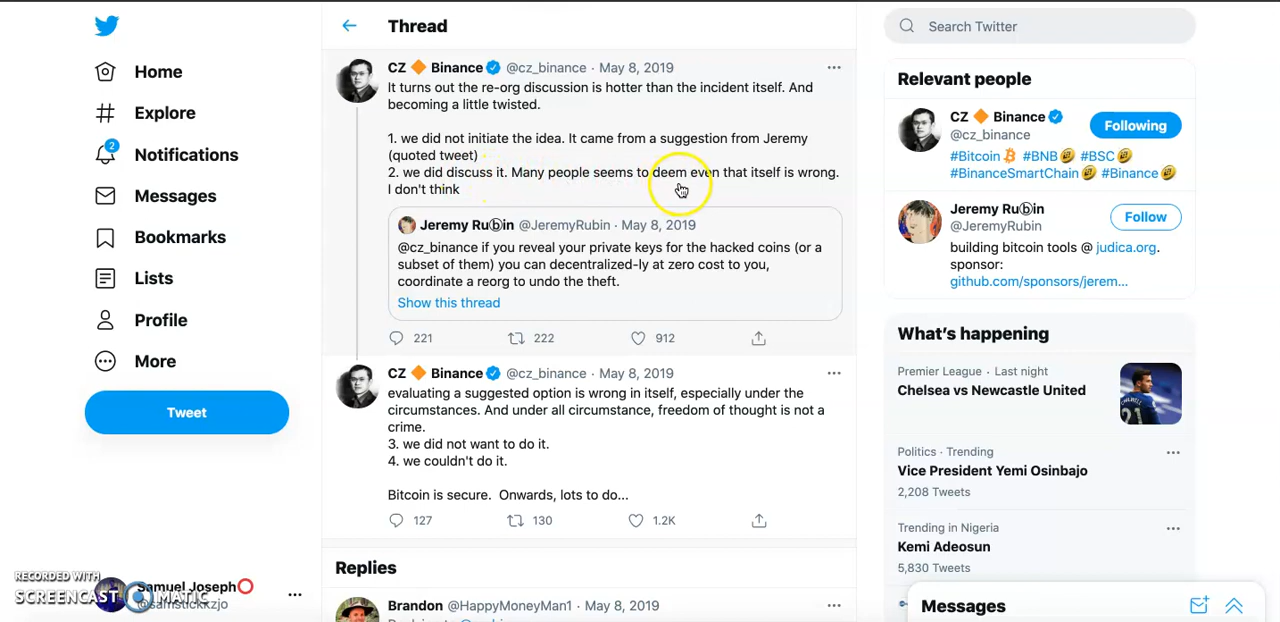 Home
Explore
2
Notifications
Messages
Bookmarks
Lists
Profile
More
Tweet
RECORDED WITH
SCREENCAST MATIC
Samuel Joseph
Thread
CZ 🔶 Binance @cz_binance · May 8, 2019
It turns out the re-org discussion is hotter than the incident itself. And
becoming a little twisted.
1. we did not initiate the idea. It came from a suggestion from Jeremy
(quoted tweet)
2. we did discuss it. Many people seems to deem even that itself is wrong.
I don't think
Jeremy Ruⓑin @JeremyRubin · May 8, 2019
@cz_binance if you reveal your private keys for the hacked coins (or a
subset of them) you can decentralized-ly at zero cost to you,
coordinate a reorg to undo the theft.
Show this thread
221 222 912
CZ 🔶 Binance @cz_binance · May 8, 2019
evaluating a suggested option is wrong in itself, especially under the
circumstances. And under all circumstance, freedom of thought is not a
crime.
3. we did not want to do it.
4. we couldn't do it.
Bitcoin is secure. Onwards, lots to do...
127 130 1.2K
Replies
Brandon @HappyMoneyMan1 · May 8, 2019
Search Twitter
Relevant people
CZ 🔶 Binance
@cz_binance
Following
#Bitcoin #BNB #BSC
#BinanceSmartChain #Binance
Jeremy Ruⓑin
@JeremyRubin
Follow
building bitcoin tools @ judica.org.
sponsor:
github.com/sponsors/jerem...
What's happening
Premier League · Last night
Chelsea vs Newcastle United
21
Politics · Trending
Vice President Yemi Osinbajo
2,208 Tweets
Trending in Nigeria
Kemi Adeosun
5,830 Tweets
Messages